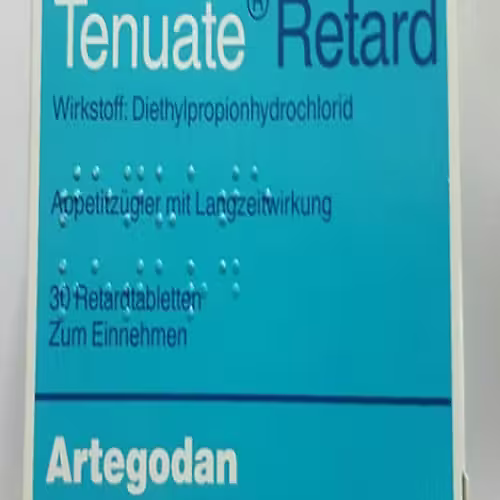 Tenuate® Retard
Wirkstoff: Diethylpropionhydrochlorid
Appetitzügler mit Langzeitwirkung
30 Retardtabletten
Zum Einnehmen
Artegodan